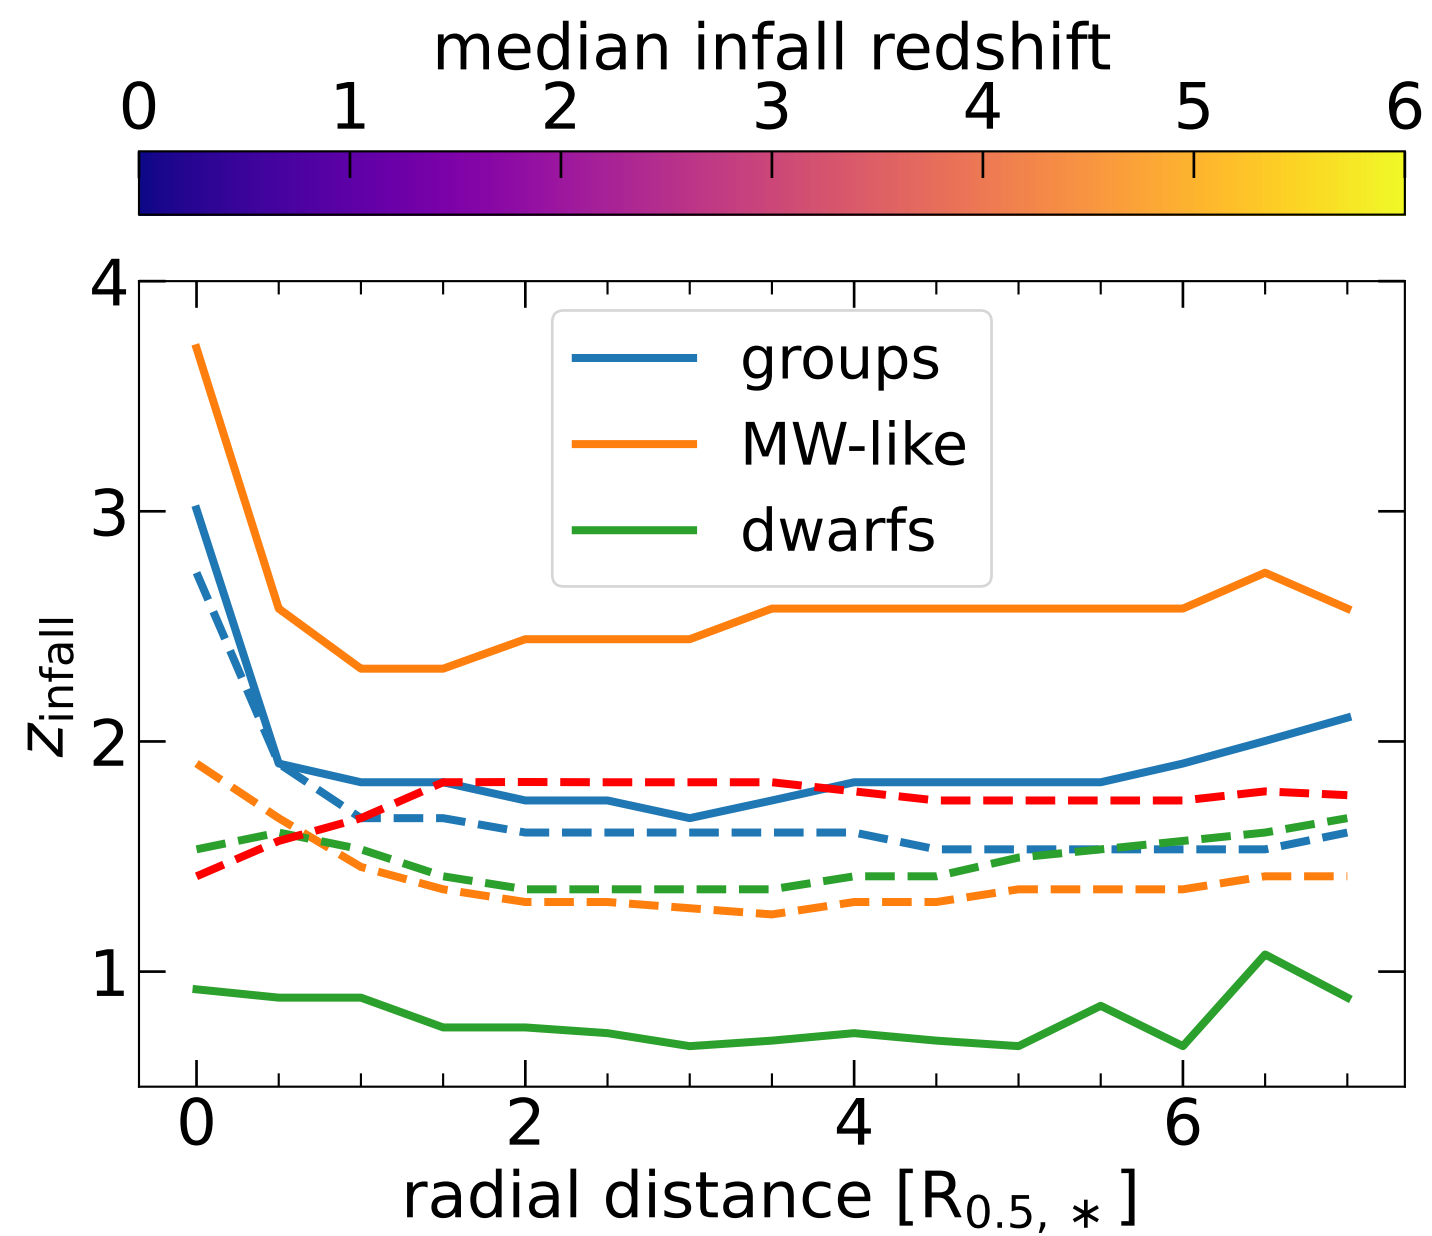 median infall redshift
0 1 2 3 4 5 6
4
3
2
1
z_infall
groups
MW-like
dwarfs
0 2 4 6
radial distance [R_0.5, *]